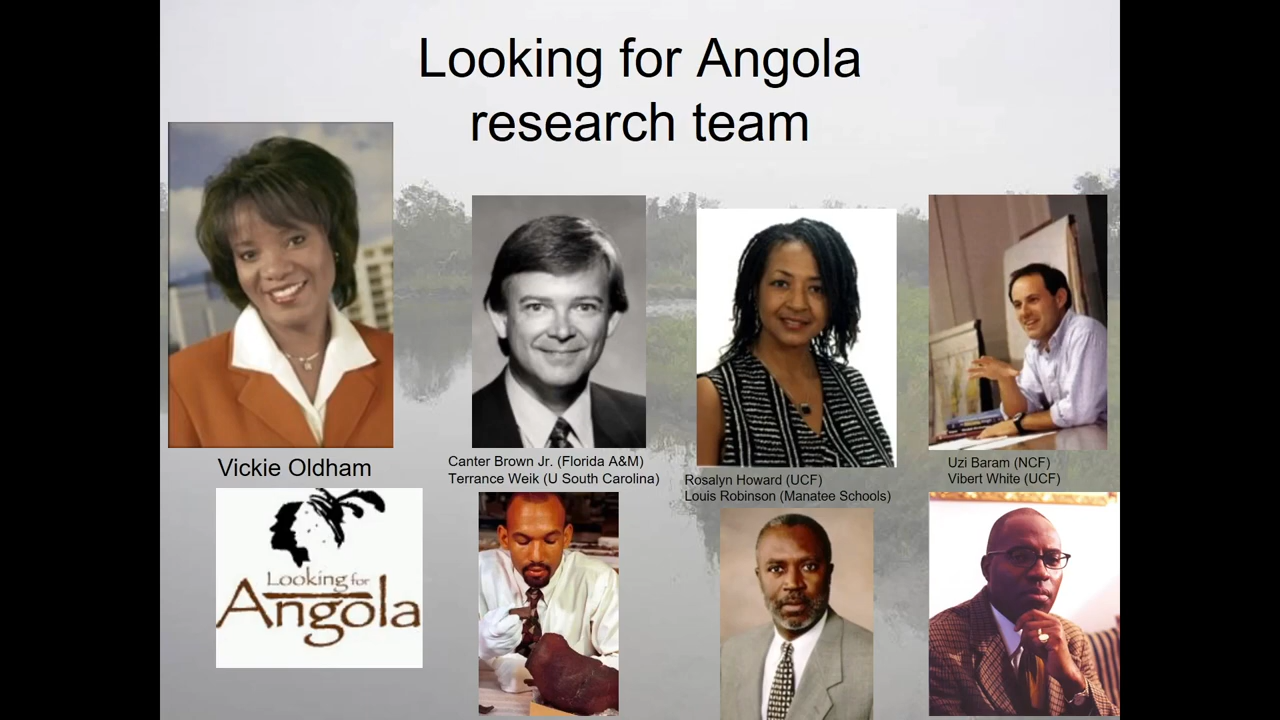 Looking for Angola
research team
Vickie Oldham
Canter Brown Jr. (Florida A&M)
Terrance Weik (U South Carolina)
Rosalyn Howard (UCF)
Louis Robinson (Manatee Schools)
Uzi Baram (NCF)
Vibert White (UCF)
Looking for
Angola